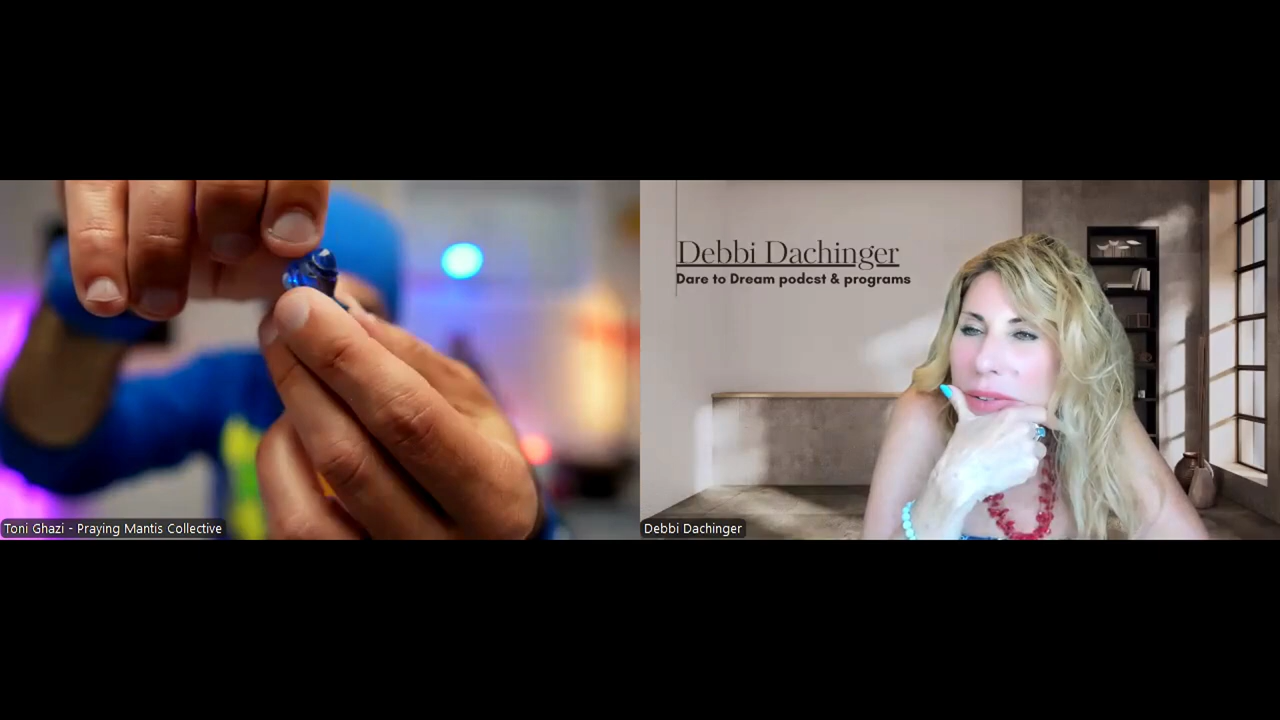 Debbi Dachinger
Dare to Dream podcst & programs
Toni Ghazi - Praying Mantis Collective
Debbi Dachinger